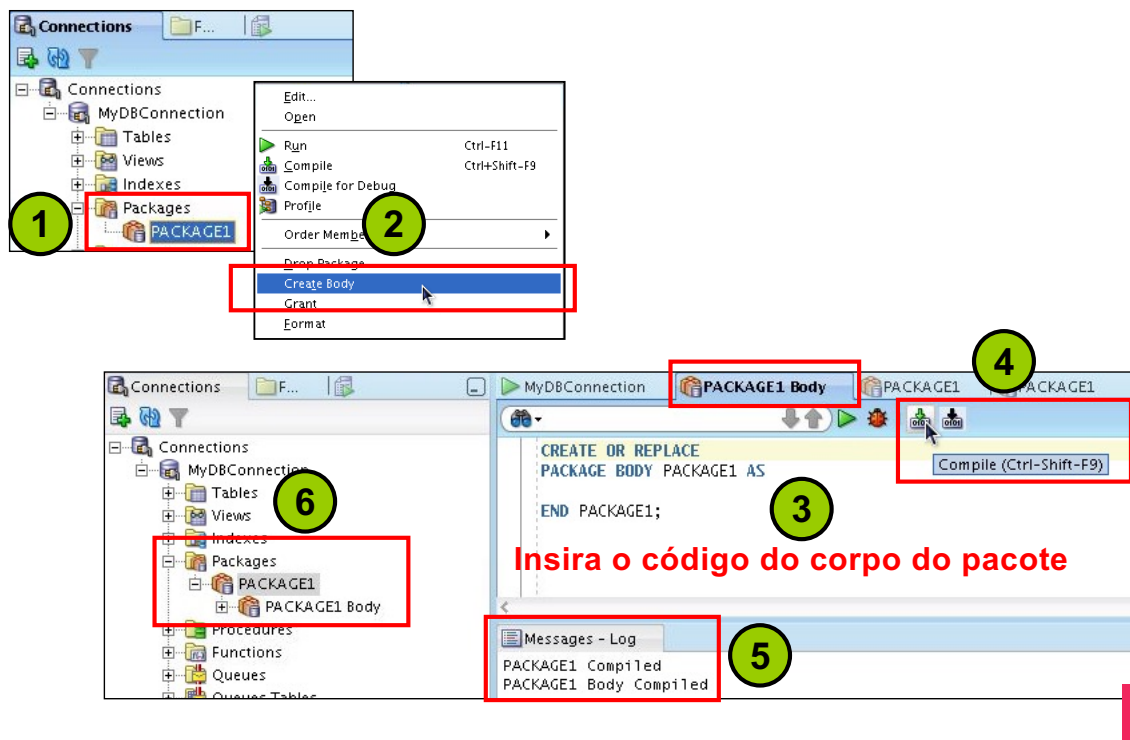 Connections F...
Connections
MyDBConnection
Tables
Views
Indexes
Packages
PACKAGE1
1
Edit...
Open
Run Ctrl-F11
Compile Ctrl+Shift-F9
Compile for Debug
Profile
2
Order Membe
Drop Package
Create Body
Grant
Format
4
Connections F...
Connections
MyDBConnection
Tables
Views
Indexes
Packages
PACKAGE1
PACKAGE1 Body
Procedures
Functions
Queues
Queues Tables
6
MyDBConnection PACKAGE1 Body PACKAGE1 PACKAGE1
Compile (Ctrl-Shift-F9)
CREATE OR REPLACE
PACKAGE BODY PACKAGE1 AS
END PACKAGE1;
3
Insira o código do corpo do pacote
Messages - Log
PACKAGE1 Compiled
PACKAGE1 Body Compiled
5